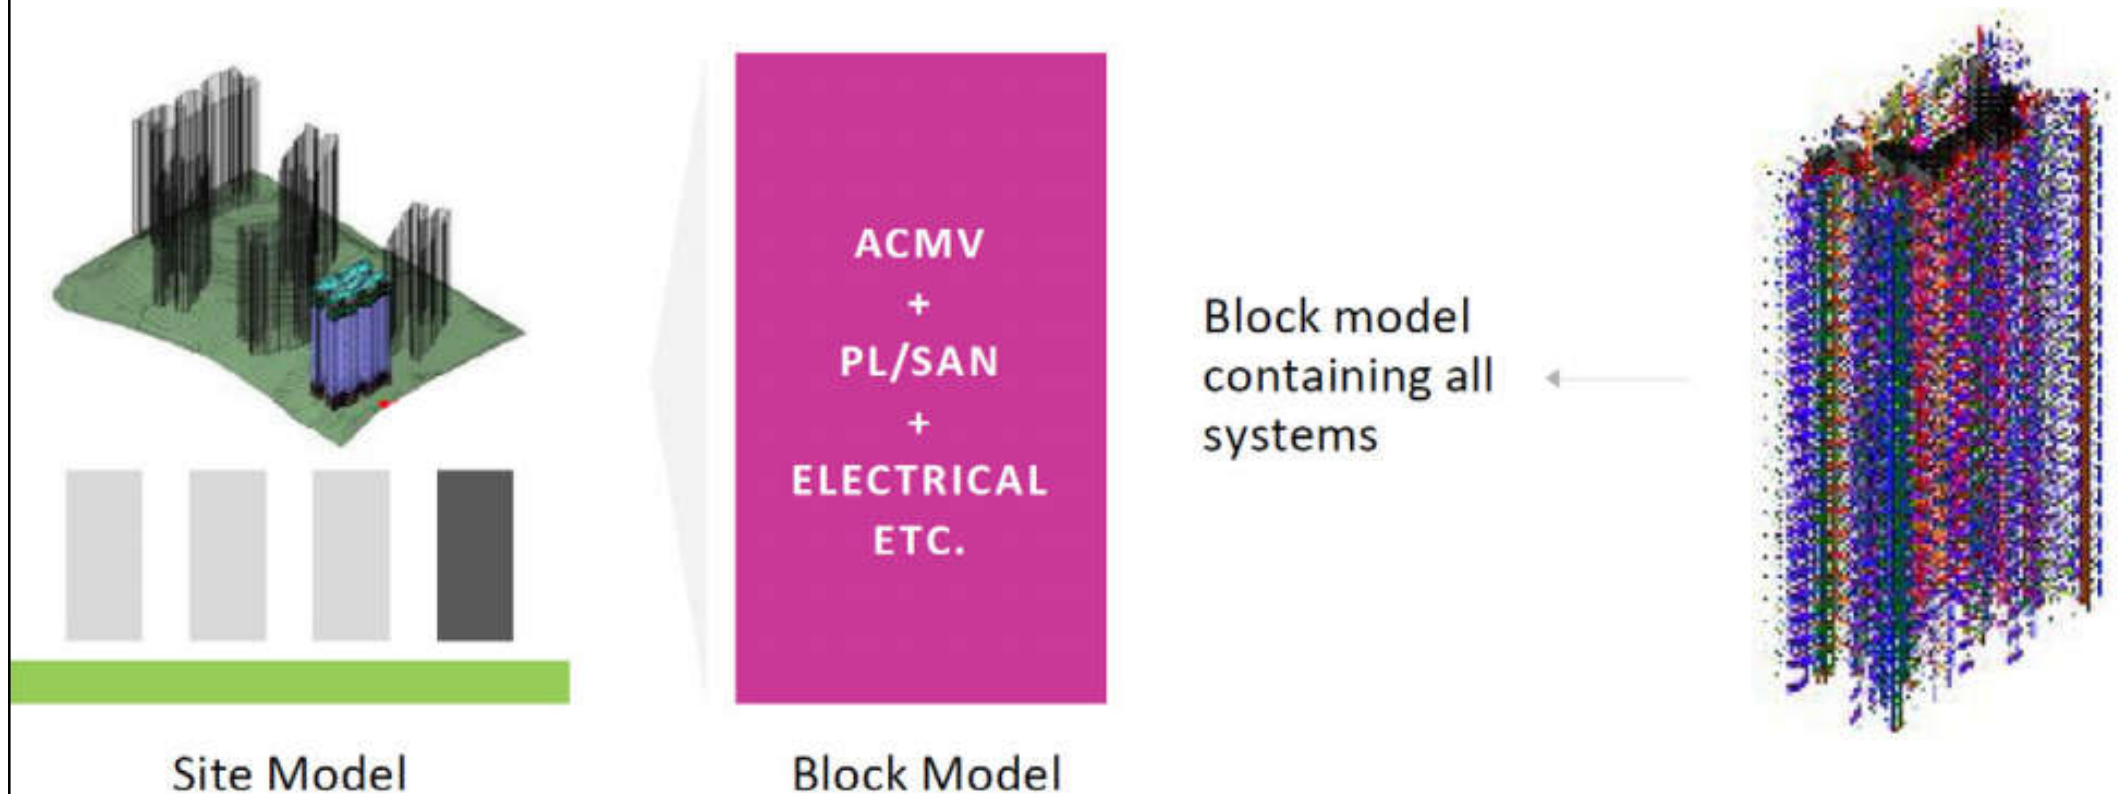 ACMV
+
PL/SAN
+
ELECTRICAL
ETC.
Block model
containing all
systems
Site Model
Block Model